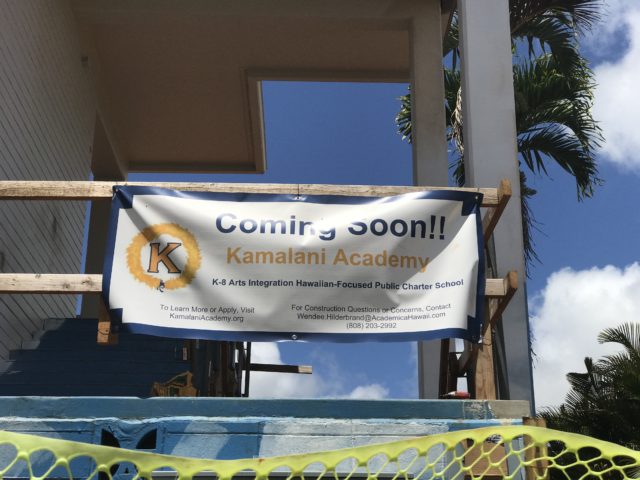 Coming Soon!!
K
Kamalani Academy
K-8 Arts Integration Hawaiian-Focused Public Charter School
To Learn More or Apply, Visit
KamalaniAcademy.org
For Construction Questions or Concerns, Contact
Wendee.Hilderbrand@AcademicaHawaii.com
(808) 203-2992